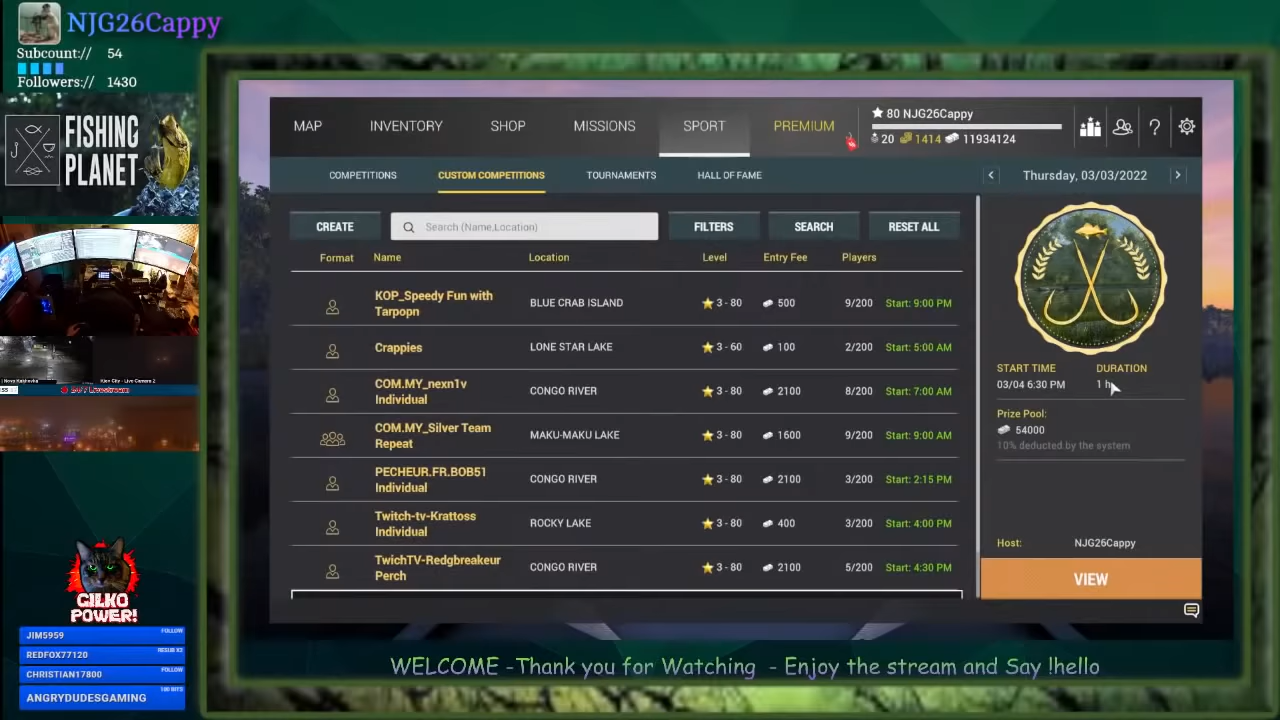 NJG26Cappy
Subcount// 54
Followers// 1430
FISHING
PLANET
MAP INVENTORY SHOP MISSIONS SPORT PREMIUM
80 NJG26Cappy
20 1414 11934124
COMPETITIONS CUSTOM COMPETITIONS TOURNAMENTS HALL OF FAME
Thursday, 03/03/2022
CREATE Search (Name,Location) FILTERS SEARCH RESET ALL
Format Name Location Level Entry Fee Players
KOP_Speedy Fun with
Tarpopn
BLUE CRAB ISLAND 3 - 80 500 9/200 Start: 9:00 PM
Crappies LONE STAR LAKE 3 - 60 100 2/200 Start: 5:00 AM
COM.MY_nexn1v
Individual
CONGO RIVER 3 - 80 2100 8/200 Start: 7:00 AM
COM.MY_Silver Team
Repeat
MAKU-MAKU LAKE 3 - 80 1600 9/200 Start: 9:00 AM
PECHEUR.FR.BOB51
Individual
CONGO RIVER 3 - 80 2100 3/200 Start: 2:15 PM
Twitch-tv-Krattoss
Individual
ROCKY LAKE 3 - 80 400 3/200 Start: 4:00 PM
TwichTV-Redgbreakeur
Perch
CONGO RIVER 3 - 80 2100 5/200 Start: 4:30 PM
START TIME DURATION
03/04 6:30 PM 1 h
Prize Pool:
54000
10% deducted by the system
Host: NJG26Cappy
VIEW
GILKO
POWER!
JIM5959 FOLLOW
REDFOX77120 RESUB X3
CHRISTIAN17800 FOLLOW
ANGRYDUDESGAMING 100 BITS
WELCOME -Thank you for Watching - Enjoy the stream and Say !hello